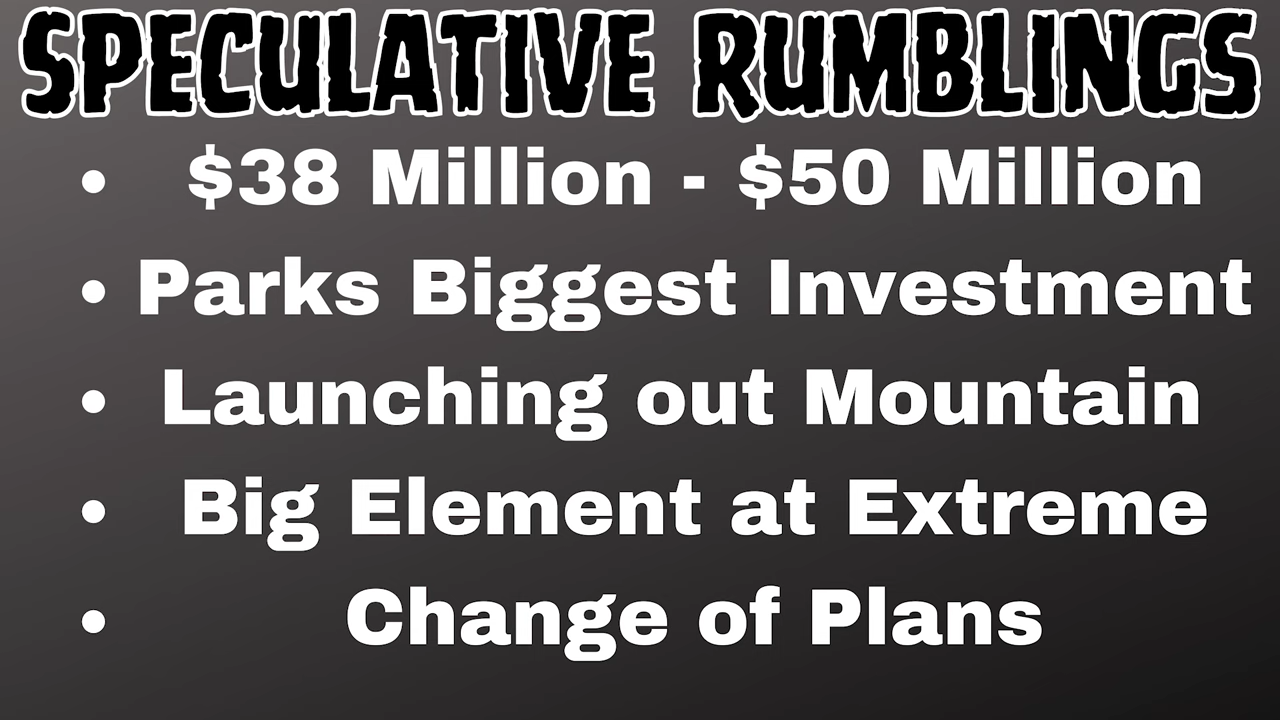 SPECULATIVE RUMBLINGS
• $38 Million - $50 Million
• Parks Biggest Investment
• Launching out Mountain
• Big Element at Extreme
• Change of Plans